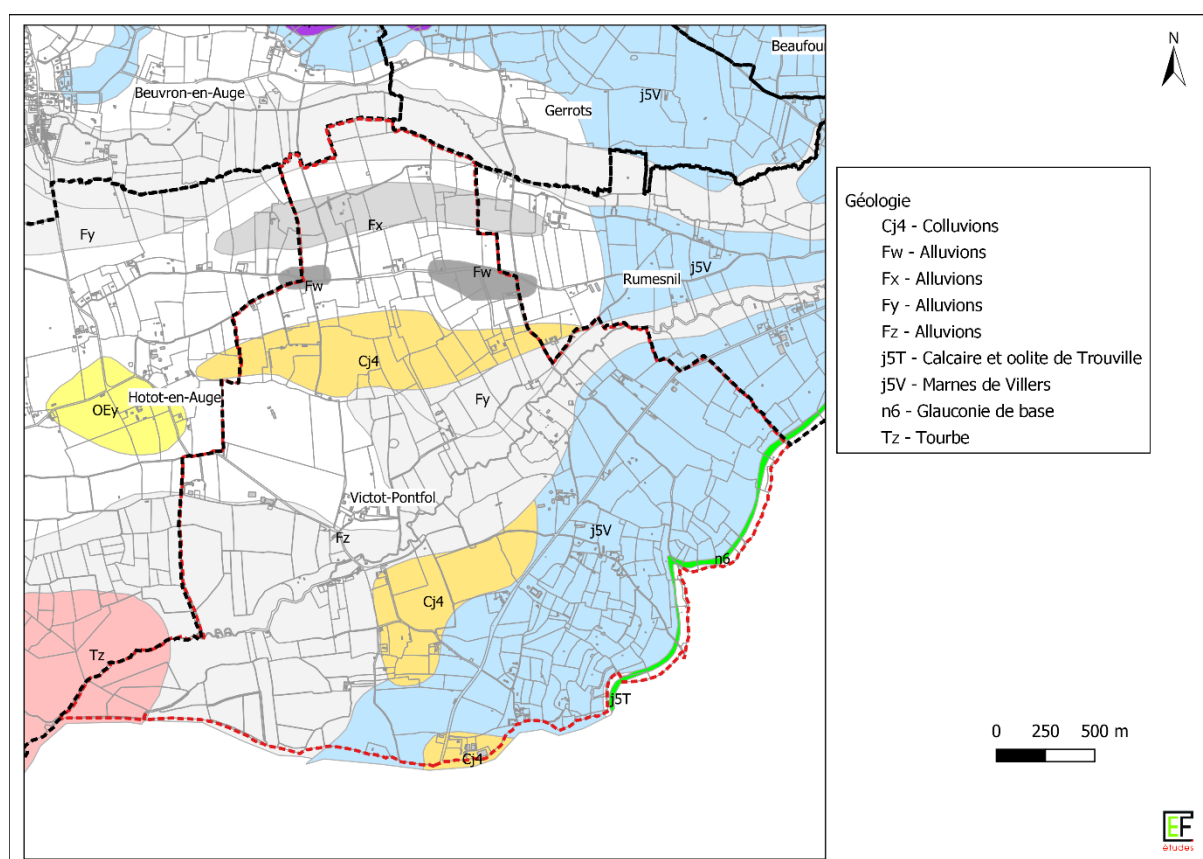 Beaufour
N
Beuvron-en-Auge
Gerrots
j5V
Fy
Fx
Fw
Fw
Rumesnil
j5V
Cj4
OEy
Hotot-en-Auge
Fy
Victot-Pontfol
Fz
j5V
n6
Cj4
Tz
j5T
Cj4
Géologie
Cj4 - Colluvions
Fw - Alluvions
Fx - Alluvions
Fy - Alluvions
Fz - Alluvions
j5T - Calcaire et oolite de Trouville
j5V - Marnes de Villers
n6 - Glauconie de base
Tz - Tourbe
0 250 500 m
EF
études